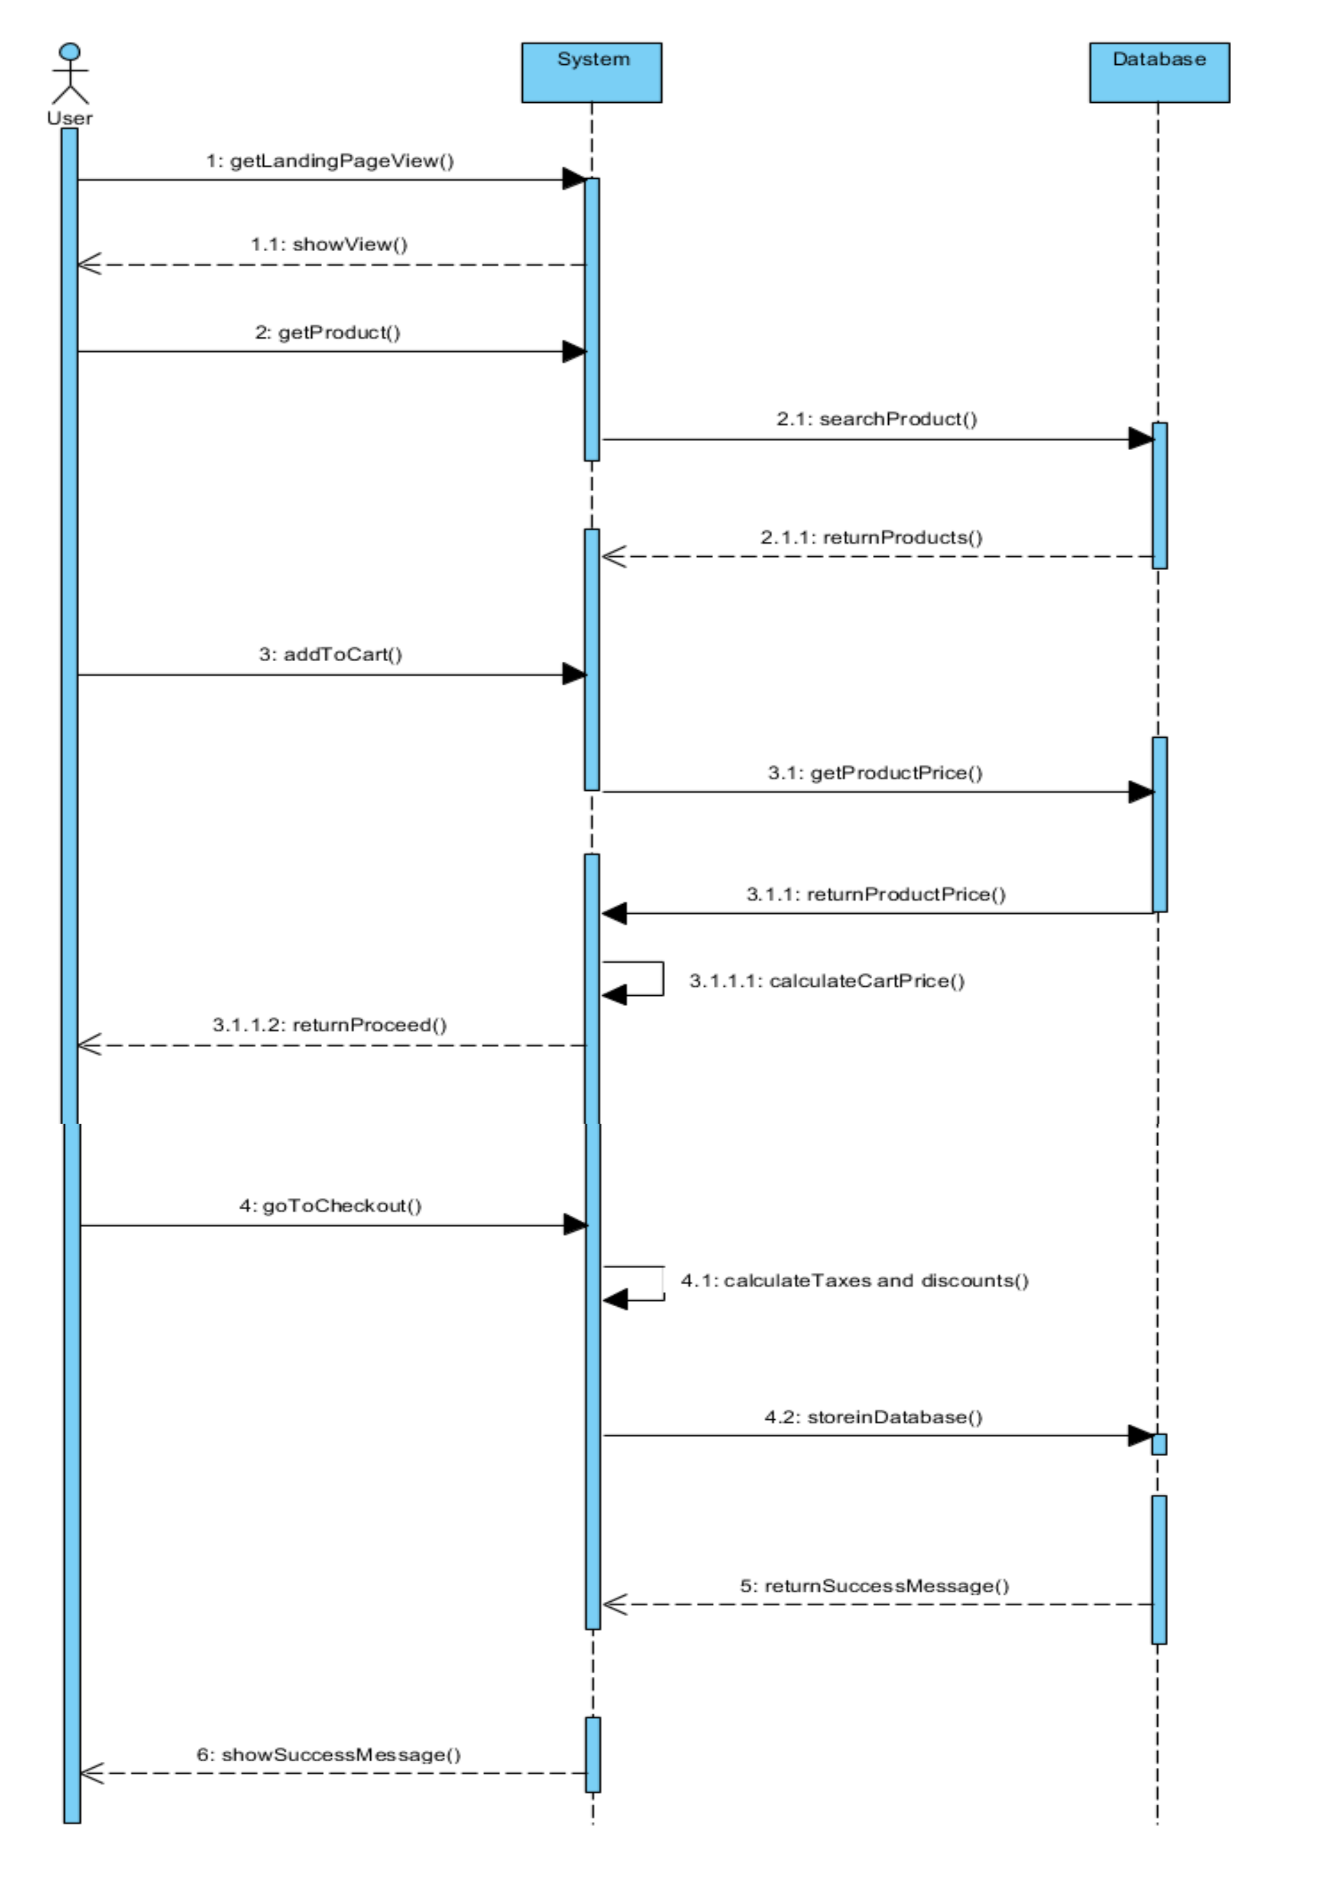 System
Database
User
1: getLandingPageView()
1.1: showView()
2: getProduct()
2.1: searchProduct()
2.1.1: returnProducts()
3: addToCart()
3.1: getProductPrice()
3.1.1: returnProductPrice()
3.1.1.1: calculateCartPrice()
3.1.1.2: returnProceed()
4: goToCheckout()
4.1: calculateTaxes and discounts()
4.2: storeinDatabase()
5: returnSuccessMessage()
6: showSuccessMessage()